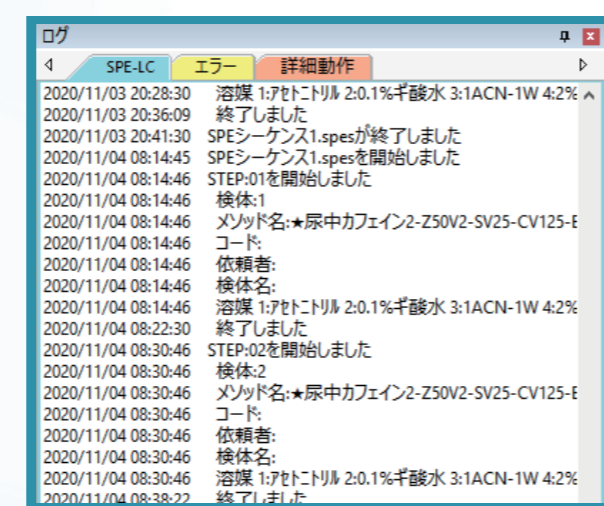 ログ
SPE-LC エラー 詳細動作
2020/11/03 20:28:30 溶媒 1:ｱｾﾄﾆﾄﾘﾙ 2:0.1%ギ酸水 3:1ACN-1W 4:2%
2020/11/03 20:36:09 終了しました
2020/11/03 20:41:30 SPEシーケンス1.spesが終了しました
2020/11/04 08:14:45 SPEシーケンス1.spesを開始しました
2020/11/04 08:14:46 STEP:01を開始しました
2020/11/04 08:14:46 検体:1
2020/11/04 08:14:46 メソッド名:★尿中カフェイン2-Z50V2-SV25-CV125-E
2020/11/04 08:14:46 コード:
2020/11/04 08:14:46 依頼者:
2020/11/04 08:14:46 検体名:
2020/11/04 08:14:46 溶媒 1:ｱｾﾄﾆﾄﾘﾙ 2:0.1%ギ酸水 3:1ACN-1W 4:2%
2020/11/04 08:22:30 終了しました
2020/11/04 08:30:46 STEP:02を開始しました
2020/11/04 08:30:46 検体:2
2020/11/04 08:30:46 メソッド名:★尿中カフェイン2-Z50V2-SV25-CV125-E
2020/11/04 08:30:46 コード:
2020/11/04 08:30:46 依頼者:
2020/11/04 08:30:46 検体名:
2020/11/04 08:30:46 溶媒 1:ｱｾﾄﾆﾄﾘﾙ 2:0.1%ギ酸水 3:1ACN-1W 4:2%
2020/11/04 08:38:22 終了しました